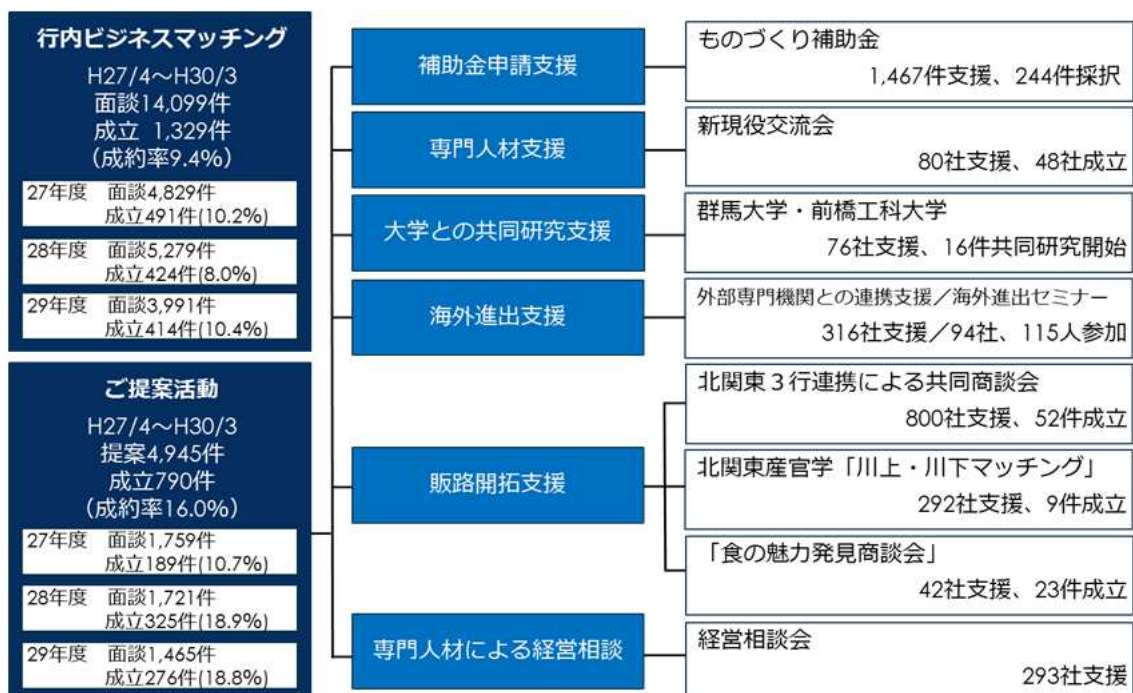 行内ビジネスマッチング
H27/4～H30/3
面談14,099件
成立 1,329件
(成約率9.4%)
27年度 面談4,829件
成立491件(10.2%)
28年度 面談5,279件
成立424件(8.0%)
29年度 面談3,991件
成立414件(10.4%)
ご提案活動
H27/4～H30/3
提案4,945件
成立790件
(成約率16.0%)
27年度 面談1,759件
成立189件(10.7%)
28年度 面談1,721件
成立325件(18.9%)
29年度 面談1,465件
成立276件(18.8%)
補助金申請支援
ものづくり補助金
1,467件支援、244件採択
専門人材支援
新現役交流会
80社支援、48社成立
大学との共同研究支援
群馬大学・前橋工科大学
76社支援、16件共同研究開始
海外進出支援
外部専門機関との連携支援／海外進出セミナー
316社支援／94社、115人参加
販路開拓支援
北関東３行連携による共同商談会
800社支援、52件成立
北関東産官学「川上・川下マッチング」
292社支援、9件成立
「食の魅力発見商談会」
42社支援、23件成立
専門人材による経営相談
経営相談会
293社支援